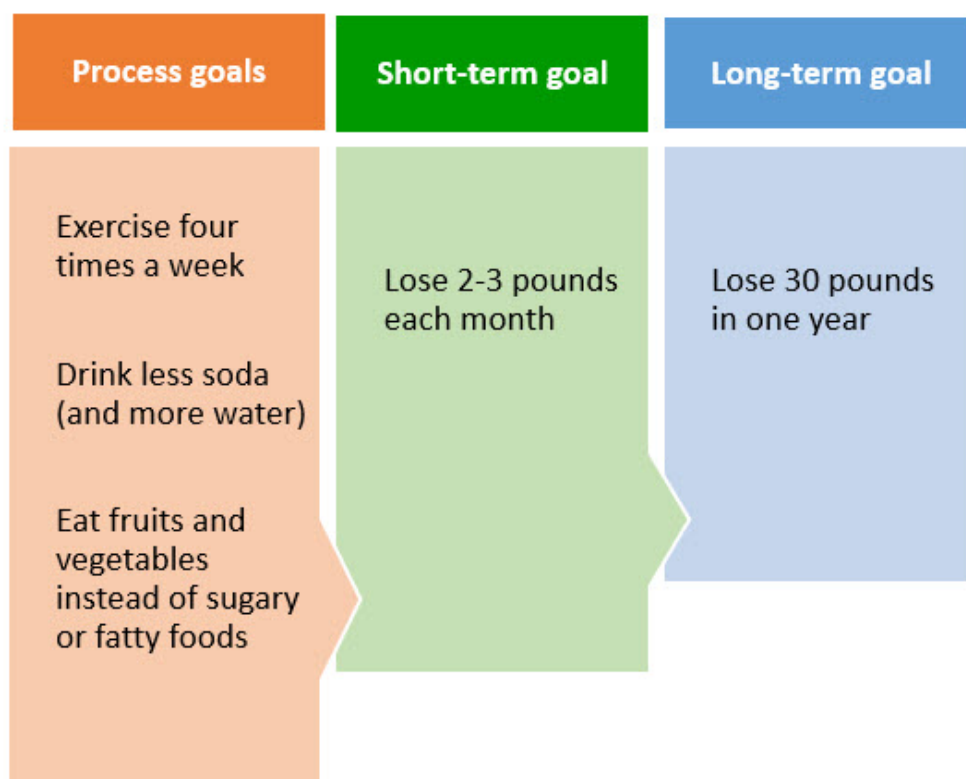 Process goals
Short-term goal
Long-term goal
Exercise four
times a week
Drink less soda
(and more water)
Eat fruits and
vegetables
instead of sugary
or fatty foods
Lose 2-3 pounds
each month
Lose 30 pounds
in one year